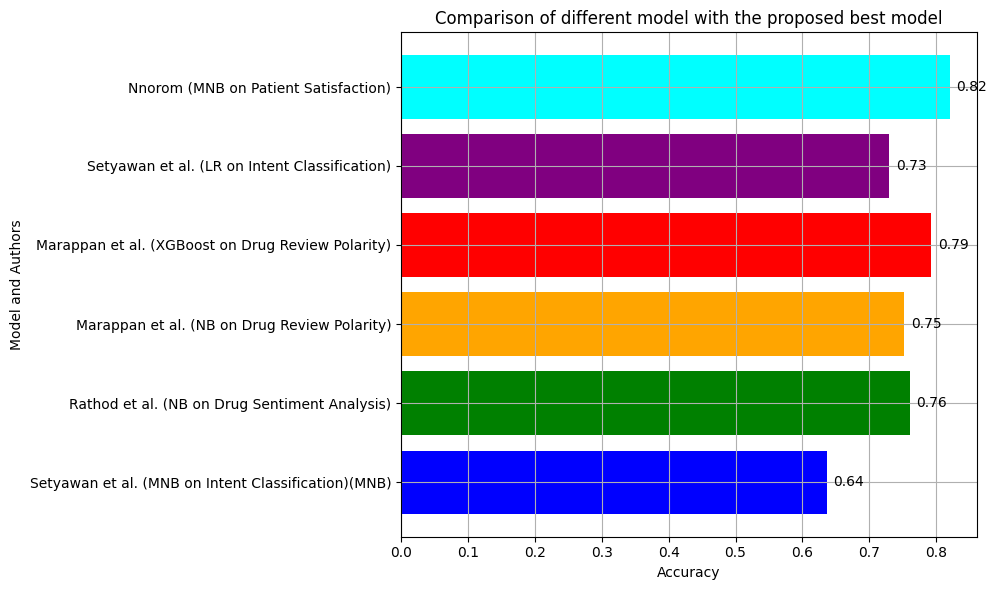 Comparison of different model with the proposed best model
Model and Authors
Nnorom (MNB on Patient Satisfaction)
0.82
Setyawan et al. (LR on Intent Classification)
0.73
Marappan et al. (XGBoost on Drug Review Polarity)
0.79
Marappan et al. (NB on Drug Review Polarity)
0.75
Rathod et al. (NB on Drug Sentiment Analysis)
0.76
Setyawan et al. (MNB on Intent Classification)(MNB)
0.64
0.0 0.1 0.2 0.3 0.4 0.5 0.6 0.7 0.8
Accuracy